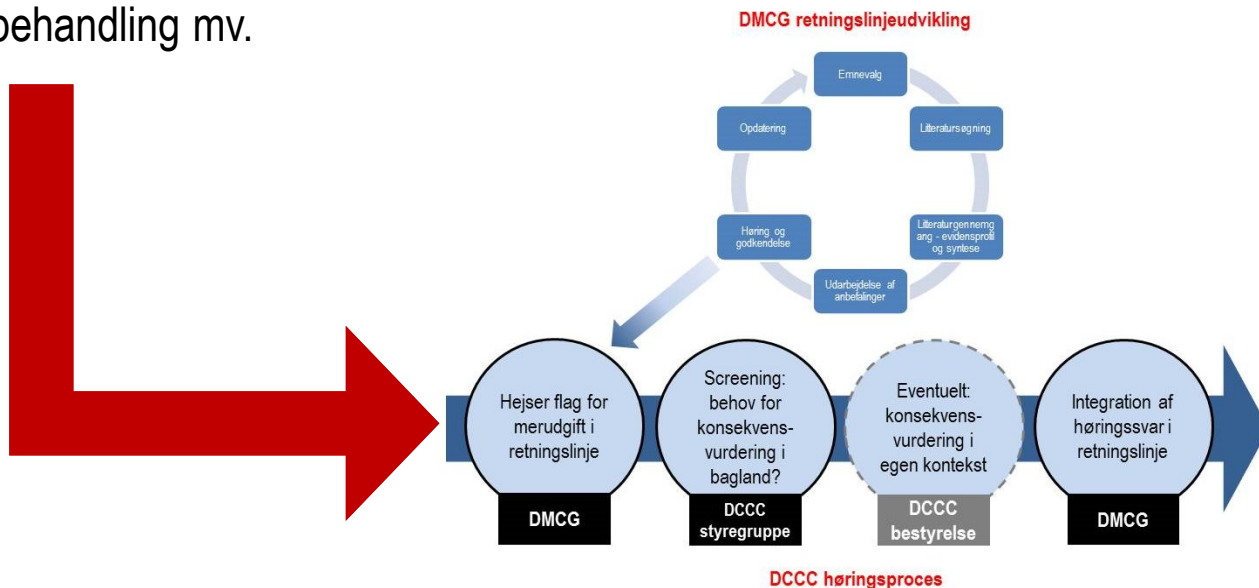 behandling mv.
DMCG retningslinjeudvikling
Emnevalg
Litteratursøgning
Litteraturgennemg
ang - evidensprofil
og syntese
Udarbejdelse af
anbefalinger
Høring og
godkendelse
Opdatering
Hejser flag for
merudgift i
retningslinje
DMCG
Screening:
behov for
konsekvens-
vurdering i
bagland?
DCCC
styregruppe
Eventuelt:
konsekvens-
vurdering i
egen kontekst
DCCC
bestyrelse
Integration af
høringssvar i
retningslinje
DMCG
DCCC høringsproces